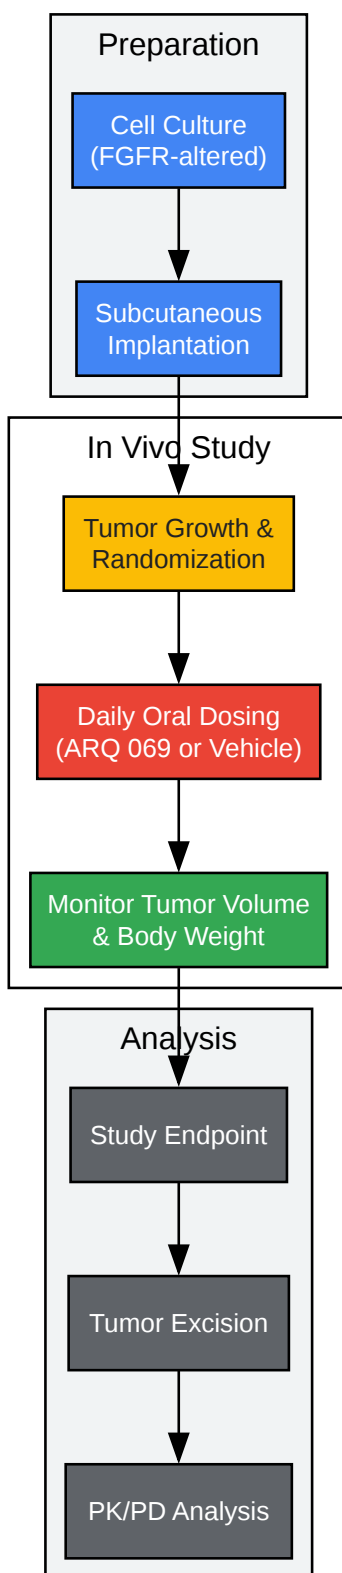 Preparation
Cell Culture
(FGFR-altered)
Subcutaneous
Implantation
In Vivo Study
Tumor Growth &
Randomization
Daily Oral Dosing
(ARQ 069 or Vehicle)
Monitor Tumor Volume
& Body Weight
Analysis
Study Endpoint
Tumor Excision
PK/PD Analysis